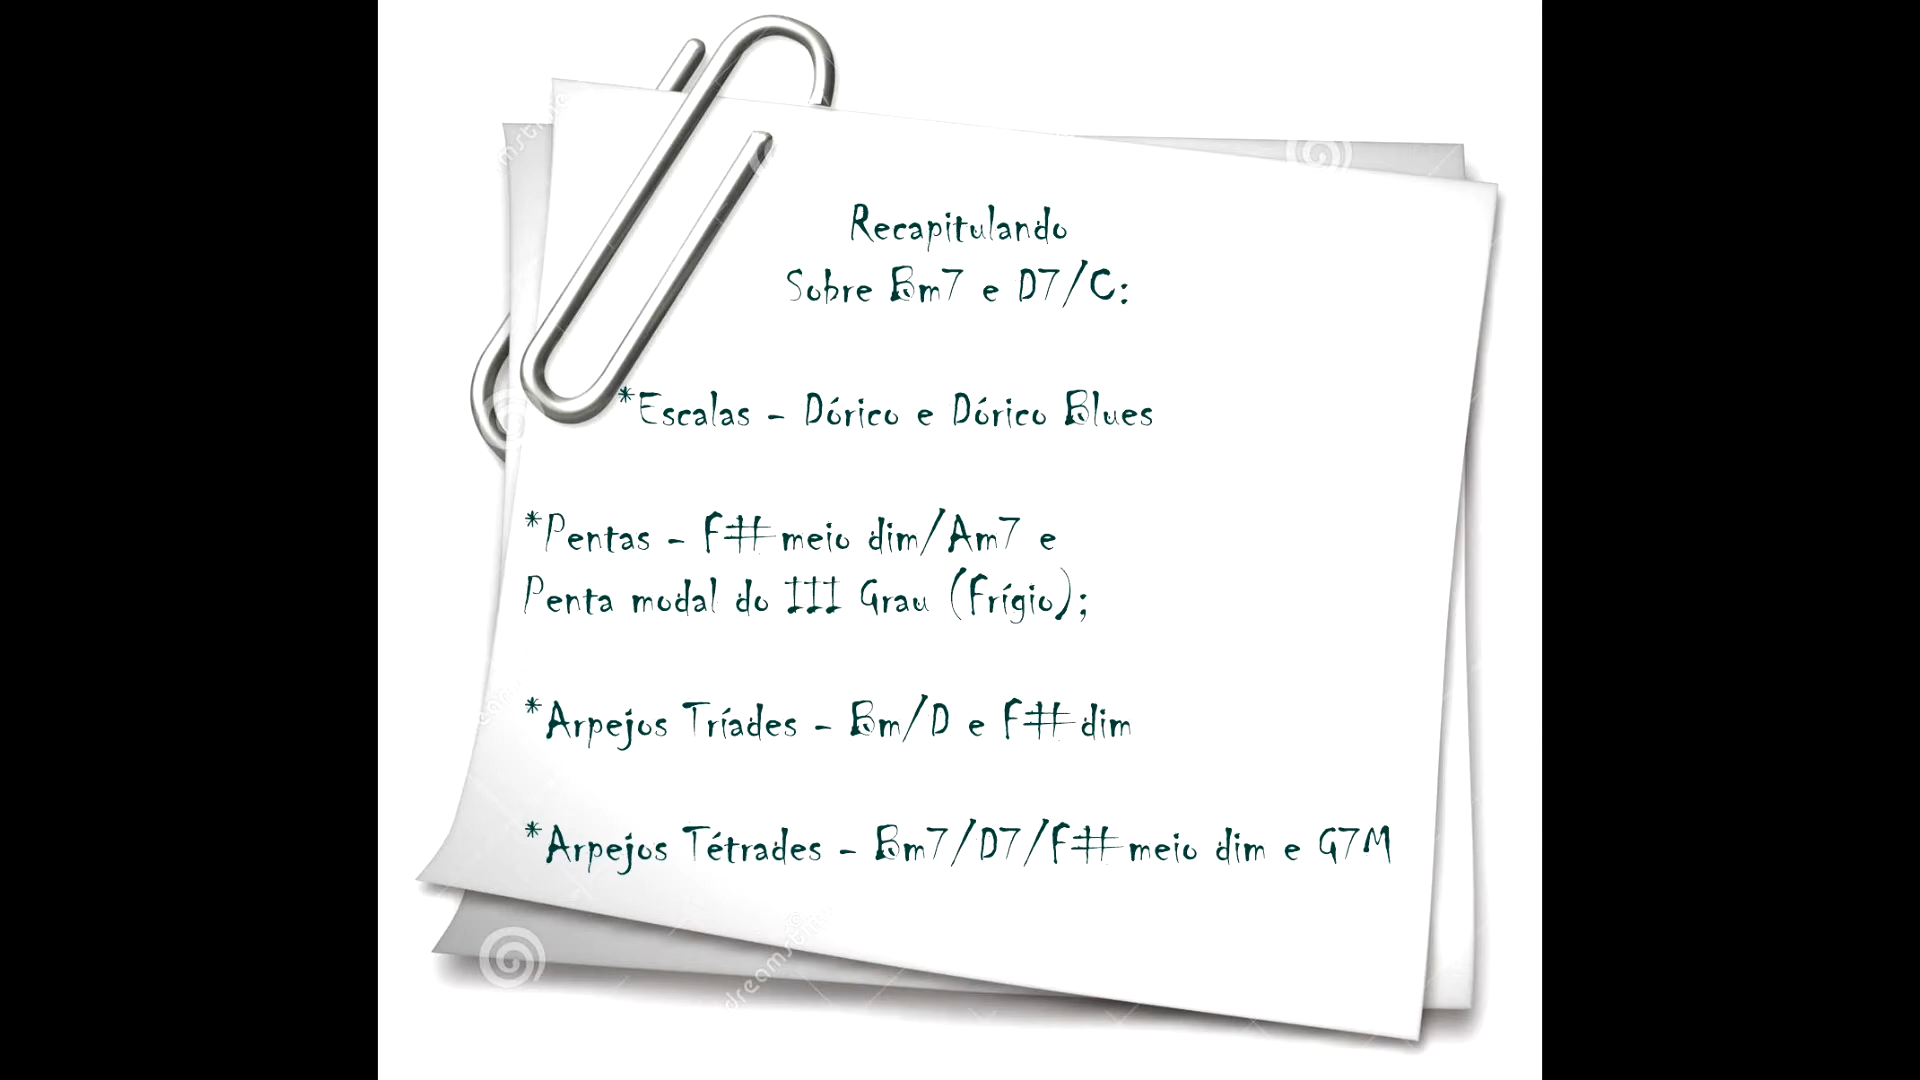 Recapitulando
Sobre Bm7 e D7/C:
*Escalas - Dórico e Dórico Blues
*Pentas - F# meio dim/Am7 e
Penta modal do III Grau (Frígio);
*Arpejos Tríades - Bm/D e F#dim
*Arpejos Tétrades - Bm7/D7/F# meio dim e G7M